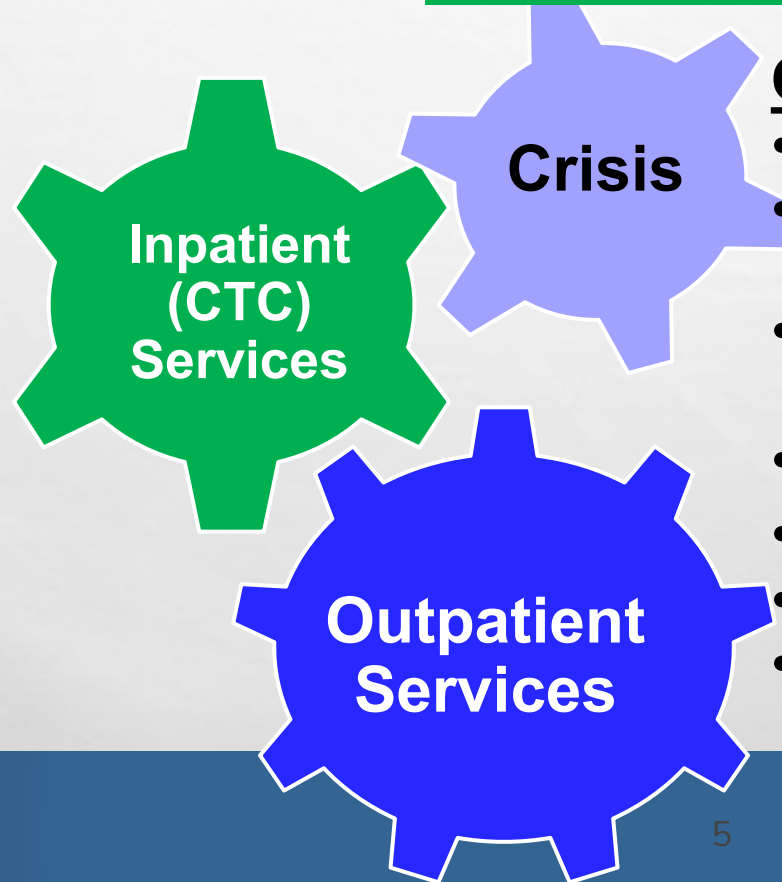 Crisis
Inpatient
(CTC)
Services
Outpatient
Services
5